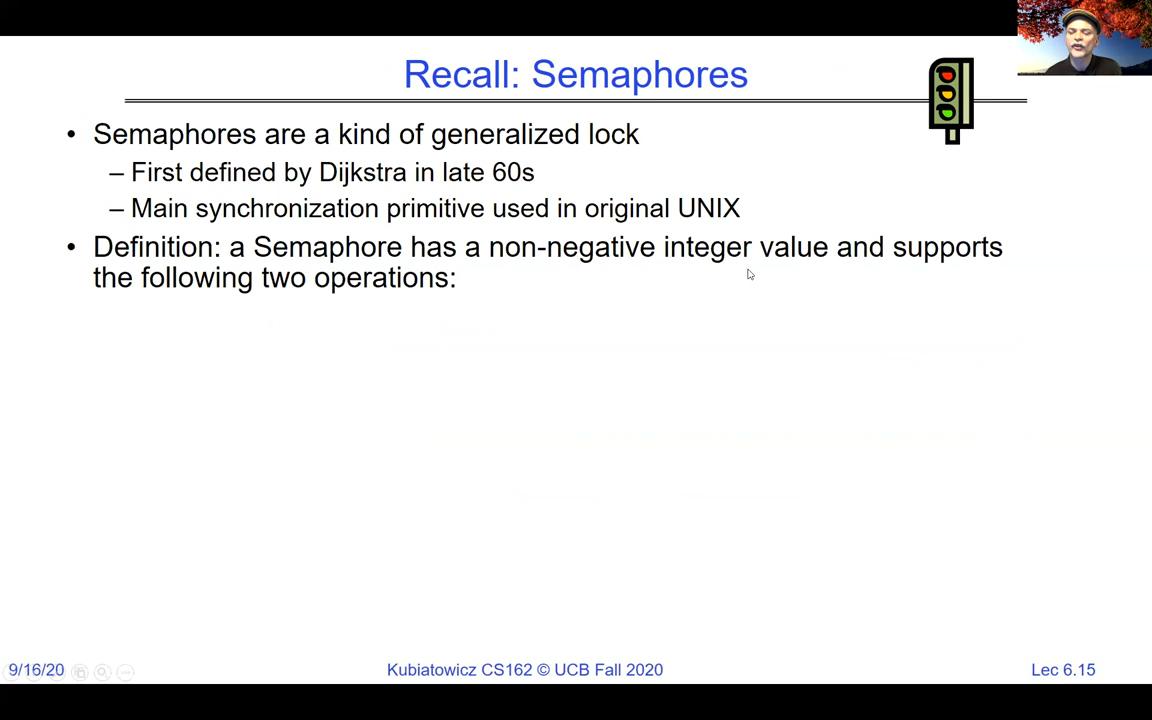 Recall: Semaphores
• Semaphores are a kind of generalized lock
– First defined by Dijkstra in late 60s
– Main synchronization primitive used in original UNIX
• Definition: a Semaphore has a non-negative integer value and supports
the following two operations:
9/16/20
Kubiatowicz CS162 © UCB Fall 2020
Lec 6.15